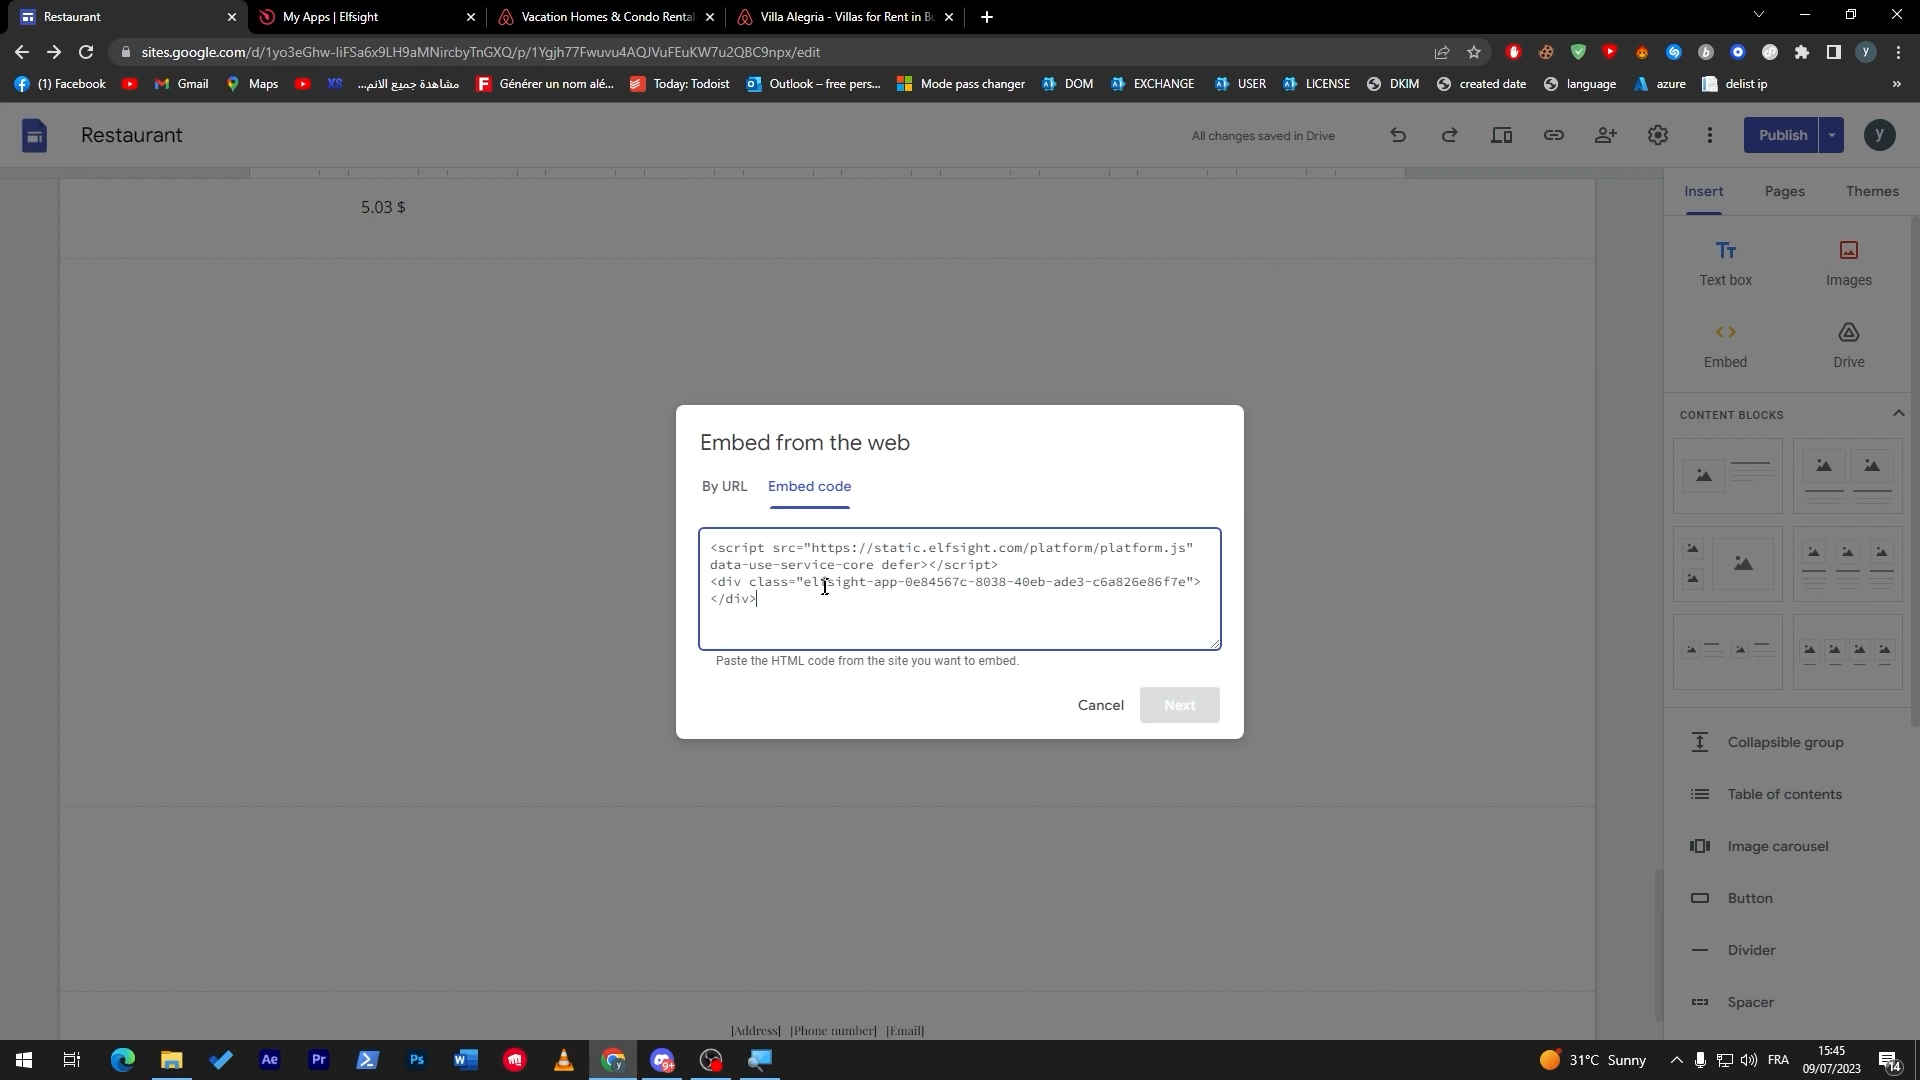 Restaurant
My Apps | Elfsight
Vacation Homes & Condo Rental
Villa Alegria - Villas for Rent in Bu
sites.google.com/d/1yo3eGhw-liFSa6x9LH9aMNircbyTnGXQ/p/1Ygjh77Fwuvu4AQJVuFEuKW7u2QBC9npx/edit
(1) Facebook
Gmail
Maps
XS
مشاهدة جميع الانم...
Générer un nom alé...
Today: Todoist
Outlook – free pers...
Mode pass changer
DOM
EXCHANGE
USER
LICENSE
DKIM
created date
language
azure
delist ip
»
Restaurant
All changes saved in Drive
Publish
y
Insert
Pages
Themes
5.03 $
Text box
Images
Embed
Drive
CONTENT BLOCKS
Embed from the web
By URL
Embed code
<script src="https://static.elfsight.com/platform/platform.js"
data-use-service-core defer></script>
<div class="elfsight-app-0e84567c-8038-40eb-ade3-c6a826e86f7e">
</div>
Paste the HTML code from the site you want to embed.
Cancel
Next
Collapsible group
Table of contents
Image carousel
Button
Divider
Spacer
[Address] [Phone number] [Email]
31°C Sunny
FRA
15:45
09/07/2023
14